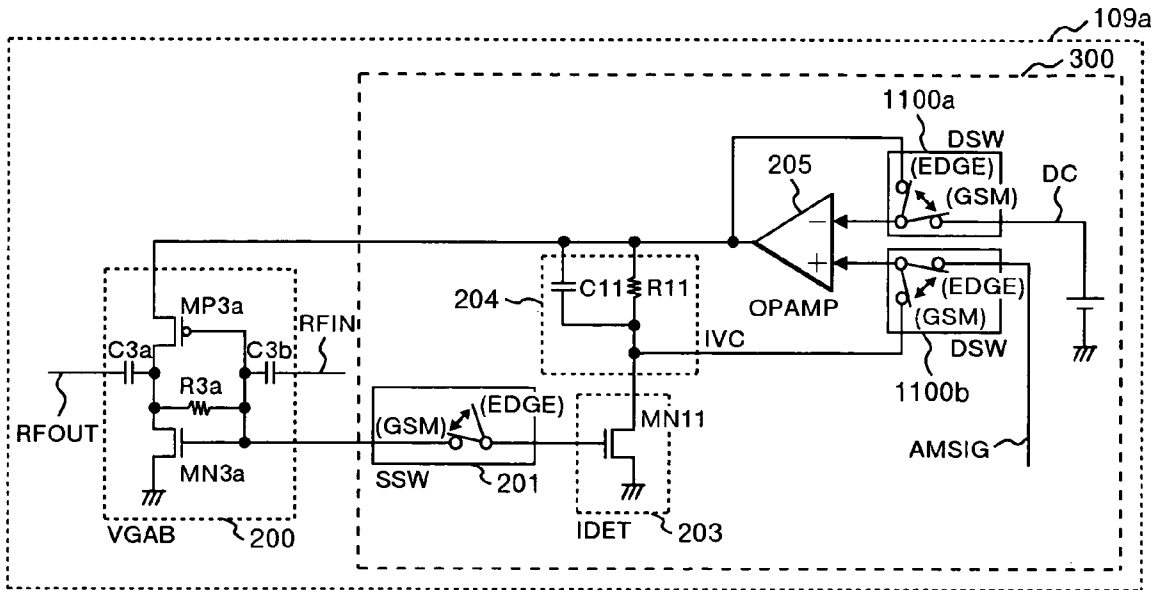 109a
300
1100a
DSW
205
(EDGE)
(GSM)
DC
−
+
C11
R11
204
OPAMP
(EDGE)
(GSM)
DSW
1100b
IVC
MP3a
C3a
C3b
RFIN
R3a
RFOUT
MN3a
(GSM)
(EDGE)
SSW
201
MN11
AMSIG
VGAB
200
IDET
203